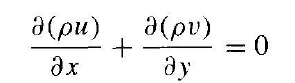 ∂(ρu)/∂x + ∂(ρv)/∂y = 0